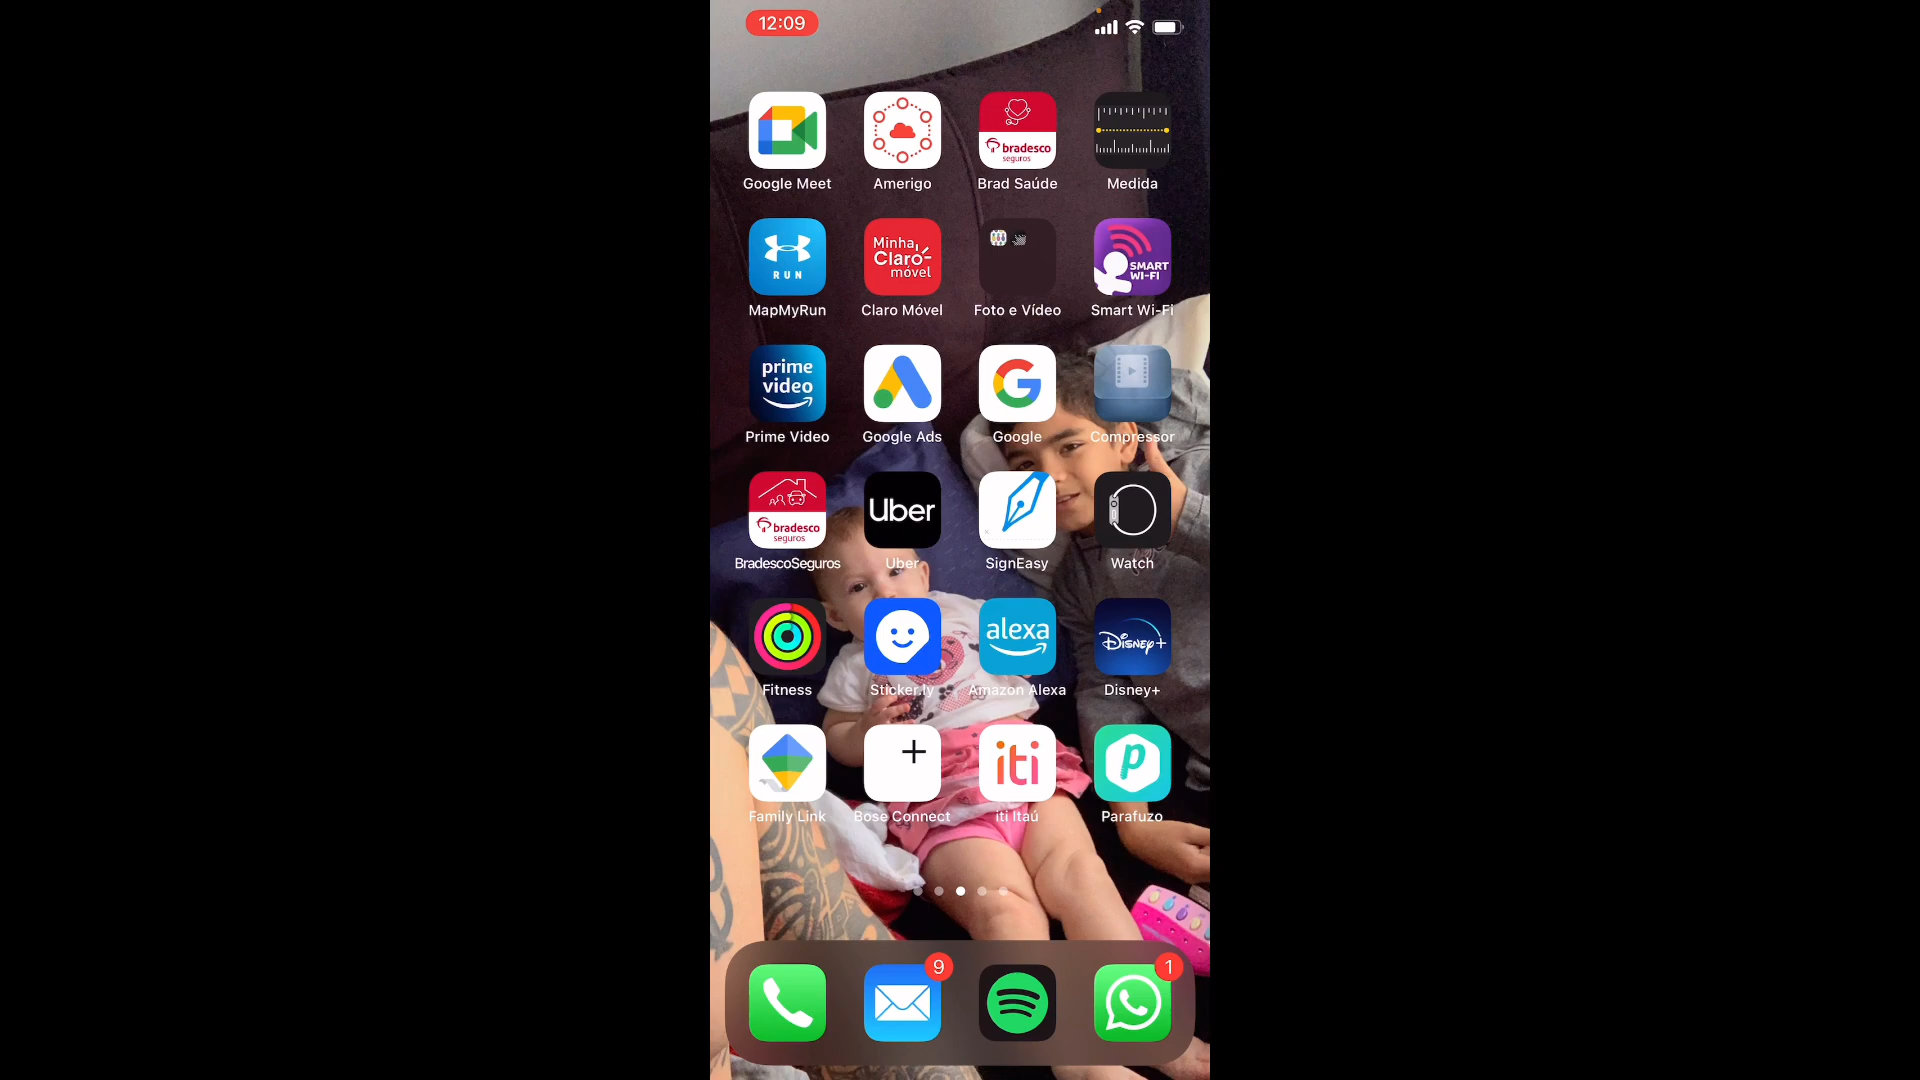 12:09
bradesco
seguros
Google Meet
Amerigo
Brad Saúde
Medida
RUN
Minha
Claro
móvel
SMART
WI-FI
MapMyRun
Claro Móvel
Foto e Vídeo
Smart Wi-Fi
prime
video
Prime Video
Google Ads
Google
Compressor
bradesco
seguros
Uber
BradescoSeguros
Uber
SignEasy
Watch
alexa
Disney+
Fitness
Sticker.ly
Amazon Alexa
Disney+
iti
p
Family Link
Bose Connect
iti Itaú
Parafuzo
9
1